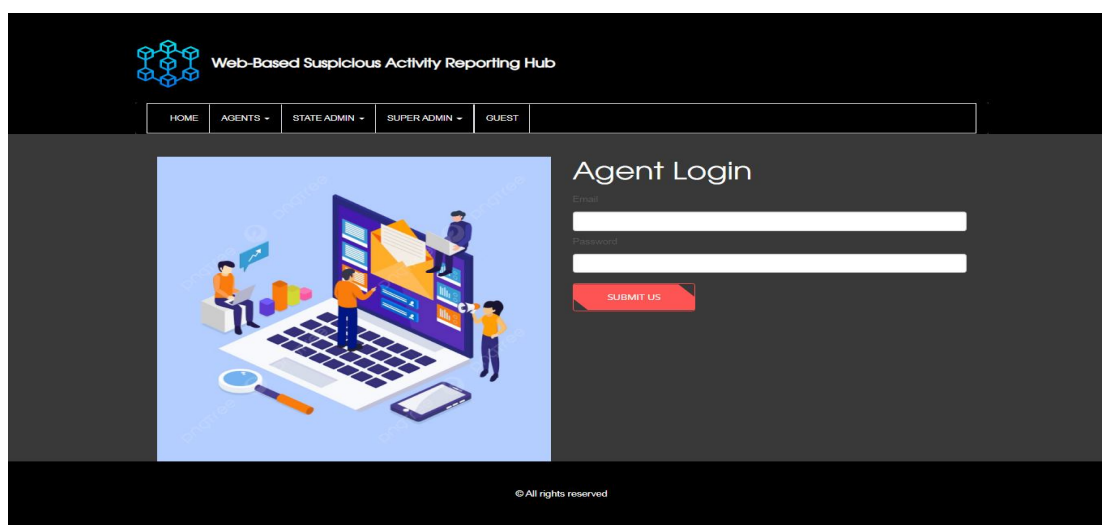 Web-Based Suspicious Activity Reporting Hub
HOME AGENTS STATE ADMIN SUPER ADMIN GUEST
Agent Login
Email
Password
SUBMIT US
© All rights reserved